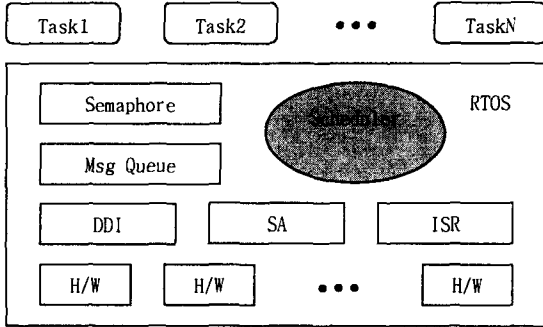 Task1 Task2 ••• TaskN
Semaphore Scheduler RTOS
Msg Queue
DDI SA ISR
H/W H/W ••• H/W